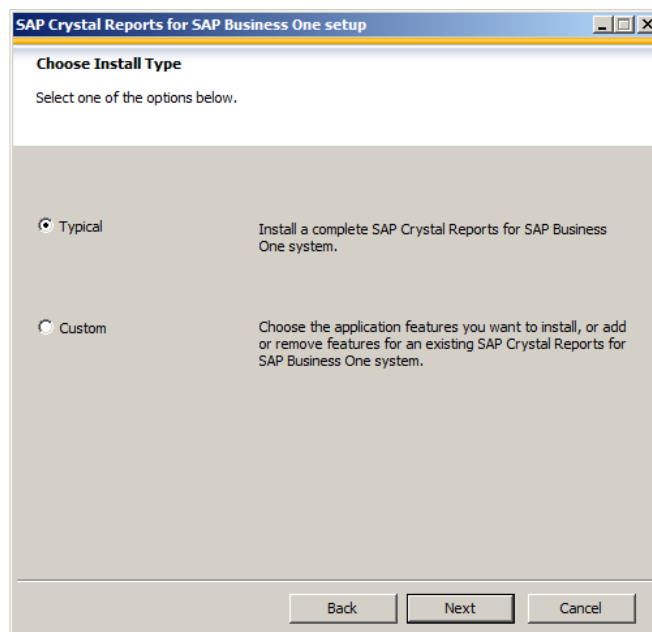 SAP Crystal Reports for SAP Business One setup
Choose Install Type
Select one of the options below.
Typical
Install a complete SAP Crystal Reports for SAP Business
One system.
Custom
Choose the application features you want to install, or add
or remove features for an existing SAP Crystal Reports for
SAP Business One system.
Back
Next
Cancel